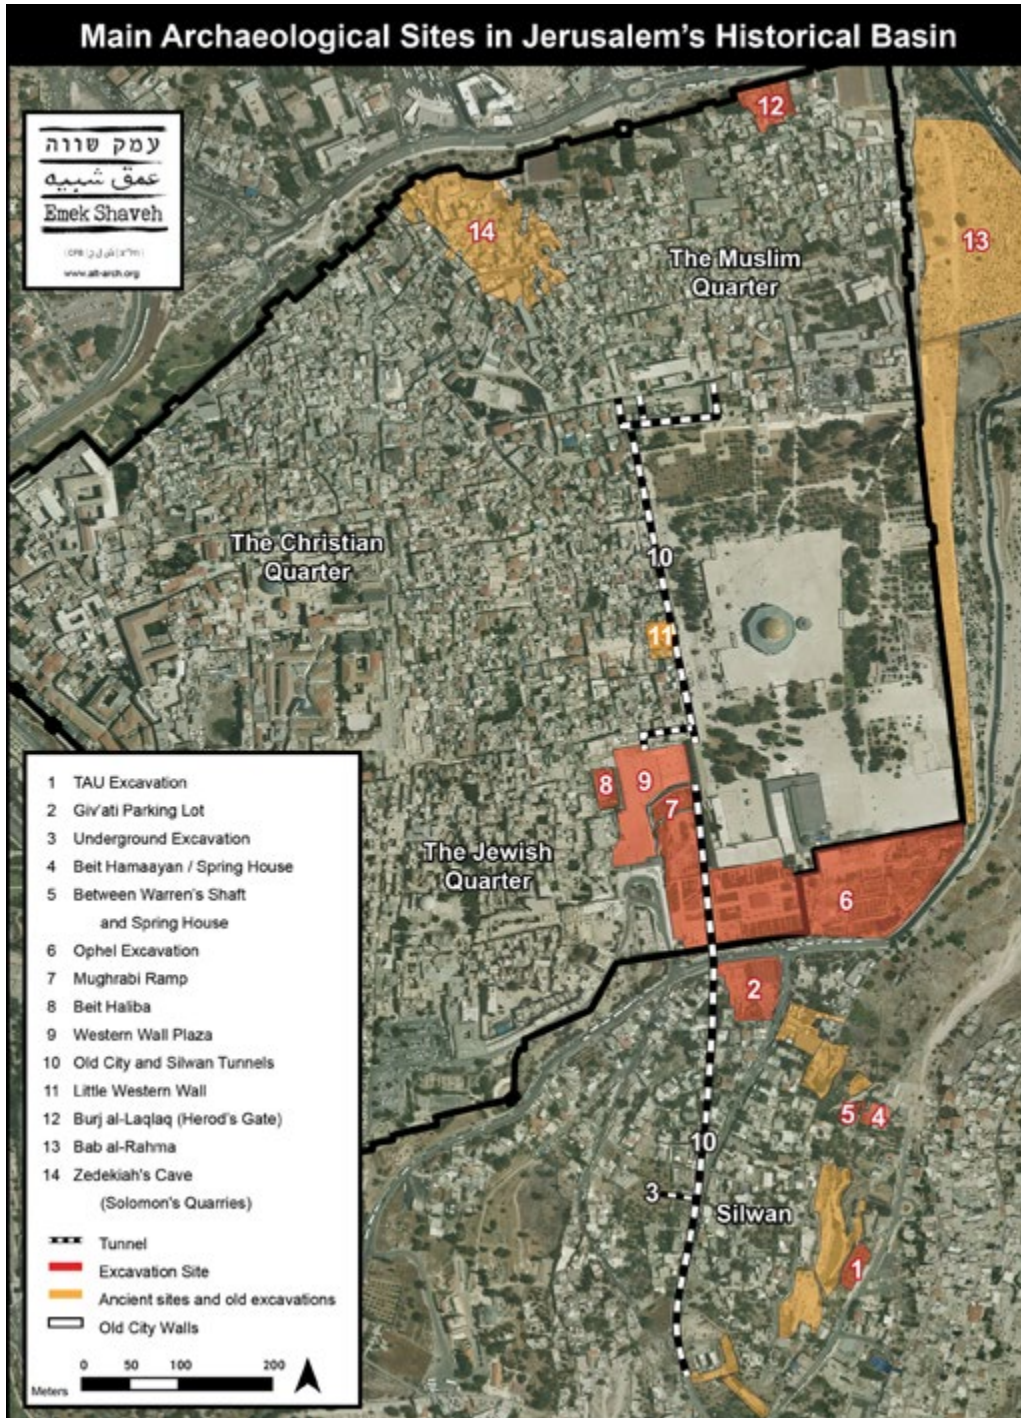 Main Archaeological Sites in Jerusalem's Historical Basin
עמק שווה
عمق شبيه
Emek Shaveh
www.alt-arch.org
12
14
13
The Muslim
Quarter
The Christian
Quarter
10
11
8
9
7
The Jewish
Quarter
6
2
5
4
10
3
Silwan
1
1 TAU Excavation
2 Giv'ati Parking Lot
3 Underground Excavation
4 Beit Hamaayan / Spring House
5 Between Warren's Shaft
and Spring House
6 Ophel Excavation
7 Mughrabi Ramp
8 Beit Haliba
9 Western Wall Plaza
10 Old City and Silwan Tunnels
11 Little Western Wall
12 Burj al-Laqlaq (Herod's Gate)
13 Bab al-Rahma
14 Zedekiah's Cave
(Solomon's Quarries)
Tunnel
Excavation Site
Ancient sites and old excavations
Old City Walls
0 50 100 200
Meters